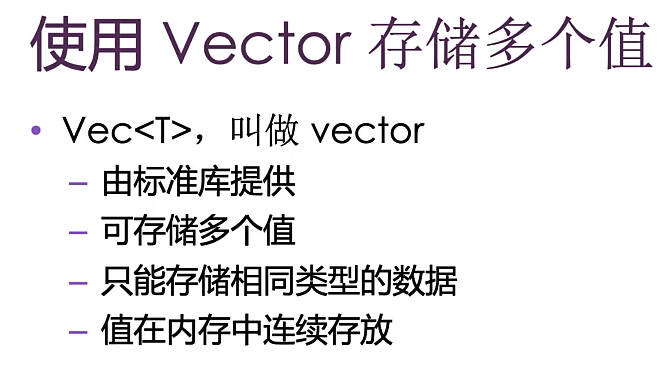 使用 Vector 存储多个值
• Vec<T>，叫做 vector
– 由标准库提供
– 可存储多个值
– 只能存储相同类型的数据
– 值在内存中连续存放